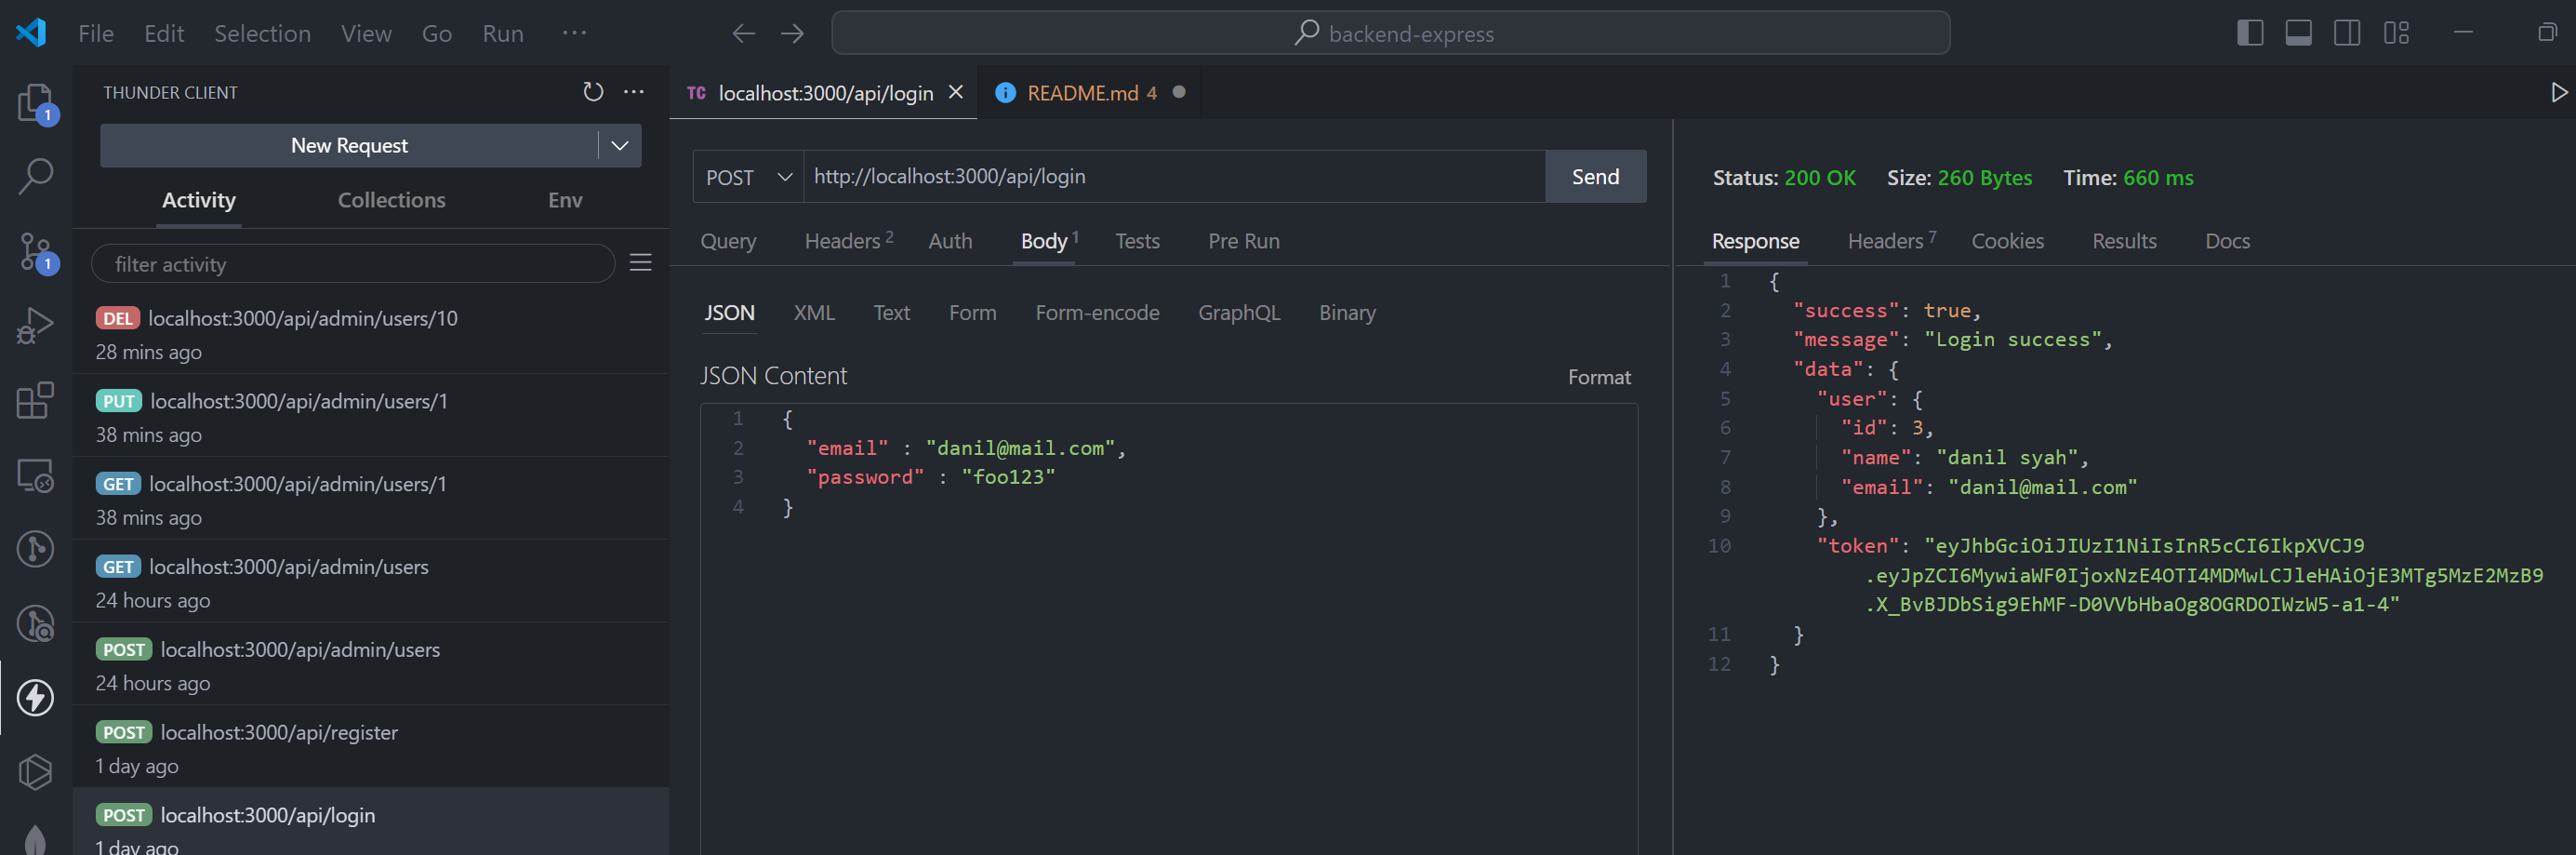 File Edit Selection View Go Run ···
backend-express
1
1
THUNDER CLIENT
New Request
Activity Collections Env
filter activity
DEL localhost:3000/api/admin/users/10
28 mins ago
PUT localhost:3000/api/admin/users/1
38 mins ago
GET localhost:3000/api/admin/users/1
38 mins ago
GET localhost:3000/api/admin/users
24 hours ago
POST localhost:3000/api/admin/users
24 hours ago
POST localhost:3000/api/register
1 day ago
POST localhost:3000/api/login
1 day ago
TC localhost:3000/api/login
README.md 4
POST http://localhost:3000/api/login Send
Query Headers 2 Auth Body 1 Tests Pre Run
JSON XML Text Form Form-encode GraphQL Binary
JSON Content Format
1 {
2 "email" : "danil@mail.com",
3 "password" : "foo123"
4 }
Status: 200 OK Size: 260 Bytes Time: 660 ms
Response Headers 7 Cookies Results Docs
1 {
2 "success": true,
3 "message": "Login success",
4 "data": {
5 "user": {
6 "id": 3,
7 "name": "danil syah",
8 "email": "danil@mail.com"
9 },
10 "token": "eyJhbGciOiJIUzI1NiIsInR5cCI6IkpXVCJ9
.eyJpZCI6MywiaWF0IjoxNzE4OTI4MDMwLCJleHAiOjE3MTg5MzE2MzB9
.X_BvBJDbSig9EhMF-D0VVbHbaOg8OGRDOIWzW5-a1-4"
11 }
12 }